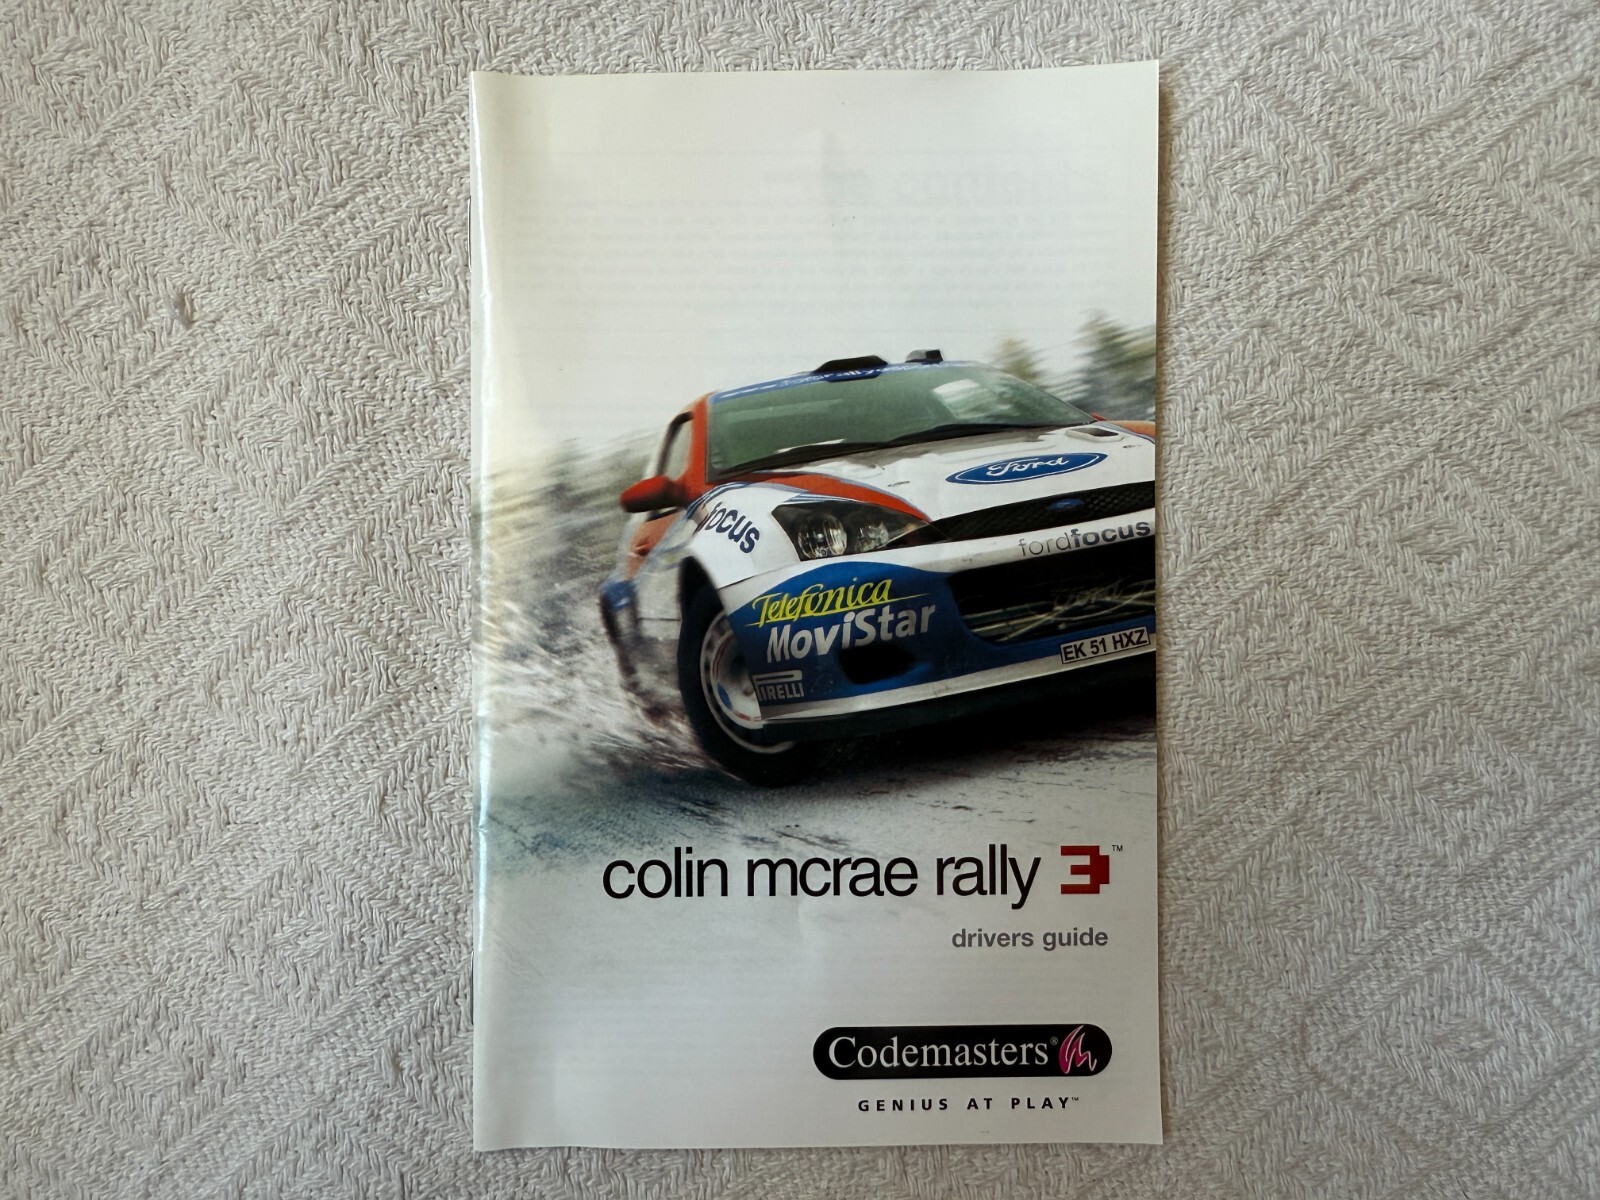 Ford
focus
fordfocus
Telefonica
MoviStar
EK 51 HXZ
PIRELLI
colin mcrae rally 3™
drivers guide
Codemasters®
GENIUS AT PLAY™